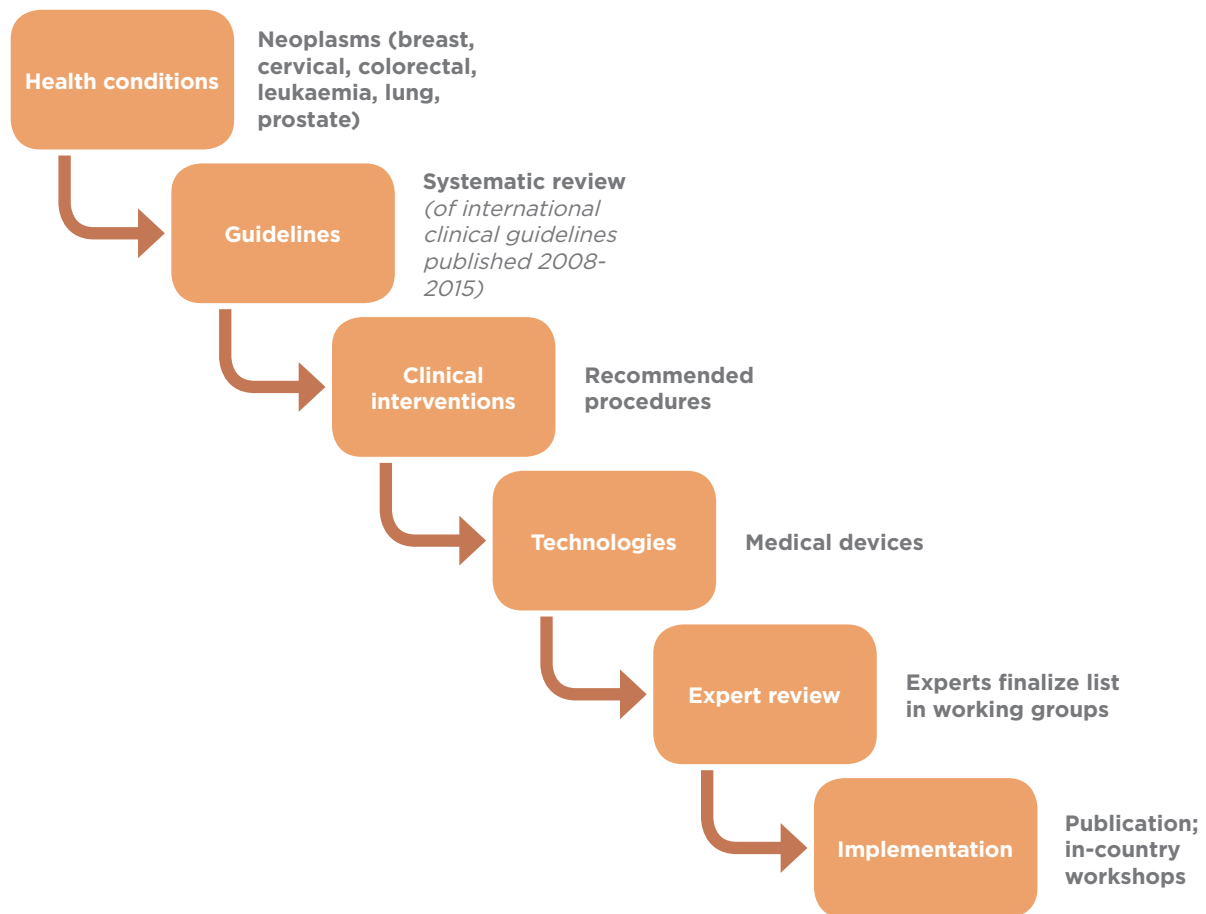 Health conditions
Neoplasms (breast,
cervical, colorectal,
leukaemia, lung,
prostate)
Guidelines
Systematic review
(of international
clinical guidelines
published 2008-
2015)
Clinical
interventions
Recommended
procedures
Technologies
Medical devices
Expert review
Experts finalize list
in working groups
Implementation
Publication;
in-country
workshops